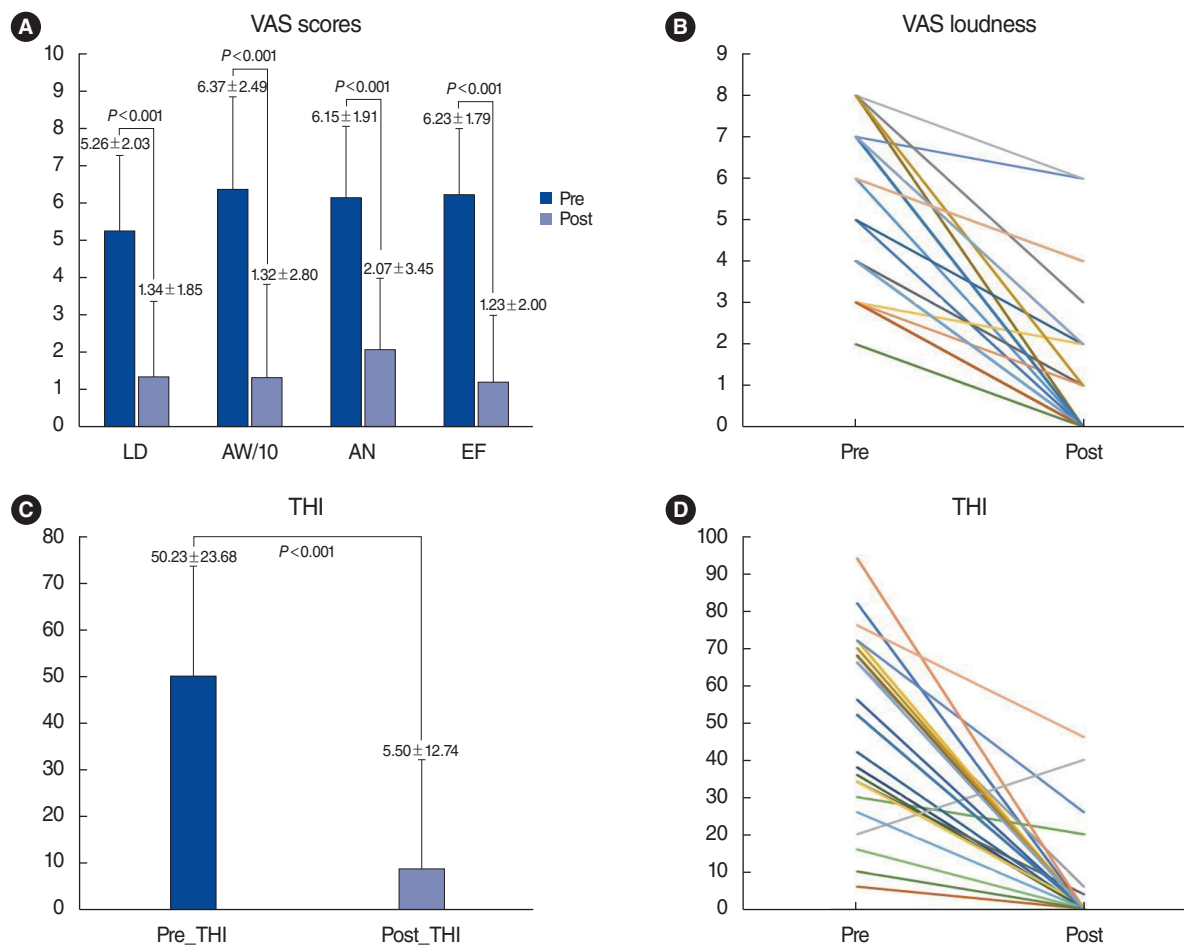 A
VAS scores
10
9
8
7
6
5
4
3
2
1
0
P<0.001
5.26±2.03
1.34±1.85
P<0.001
6.37±2.49
1.32±2.80
P<0.001
6.15±1.91
2.07±3.45
P<0.001
6.23±1.79
1.23±2.00
LD
AW/10
AN
EF
Pre
Post
B
VAS loudness
9
8
7
6
5
4
3
2
1
0
Pre
Post
C
THI
80
70
60
50
40
30
20
10
0
50.23±23.68
P<0.001
5.50±12.74
Pre_THI
Post_THI
D
THI
100
90
80
70
60
50
40
30
20
10
0
Pre
Post